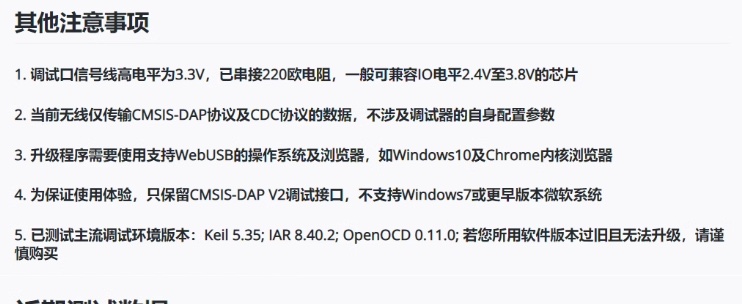 其他注意事项
1. 调试口信号线高电平为3.3V，已串接220欧电阻，一般可兼容IO电平2.4V至3.8V的芯片
2. 当前无线仅传输CMSIS-DAP协议及CDC协议的数据，不涉及调试器的自身配置参数
3. 升级程序需要使用支持WebUSB的操作系统及浏览器，如Windows10及Chrome内核浏览器
4. 为保证使用体验，只保留CMSIS-DAP V2调试接口，不支持Windows7或更早版本微软系统
5. 已测试主流调试环境版本：Keil 5.35; IAR 8.40.2; OpenOCD 0.11.0; 若您所用软件版本过旧且无法升级，请谨
慎购买